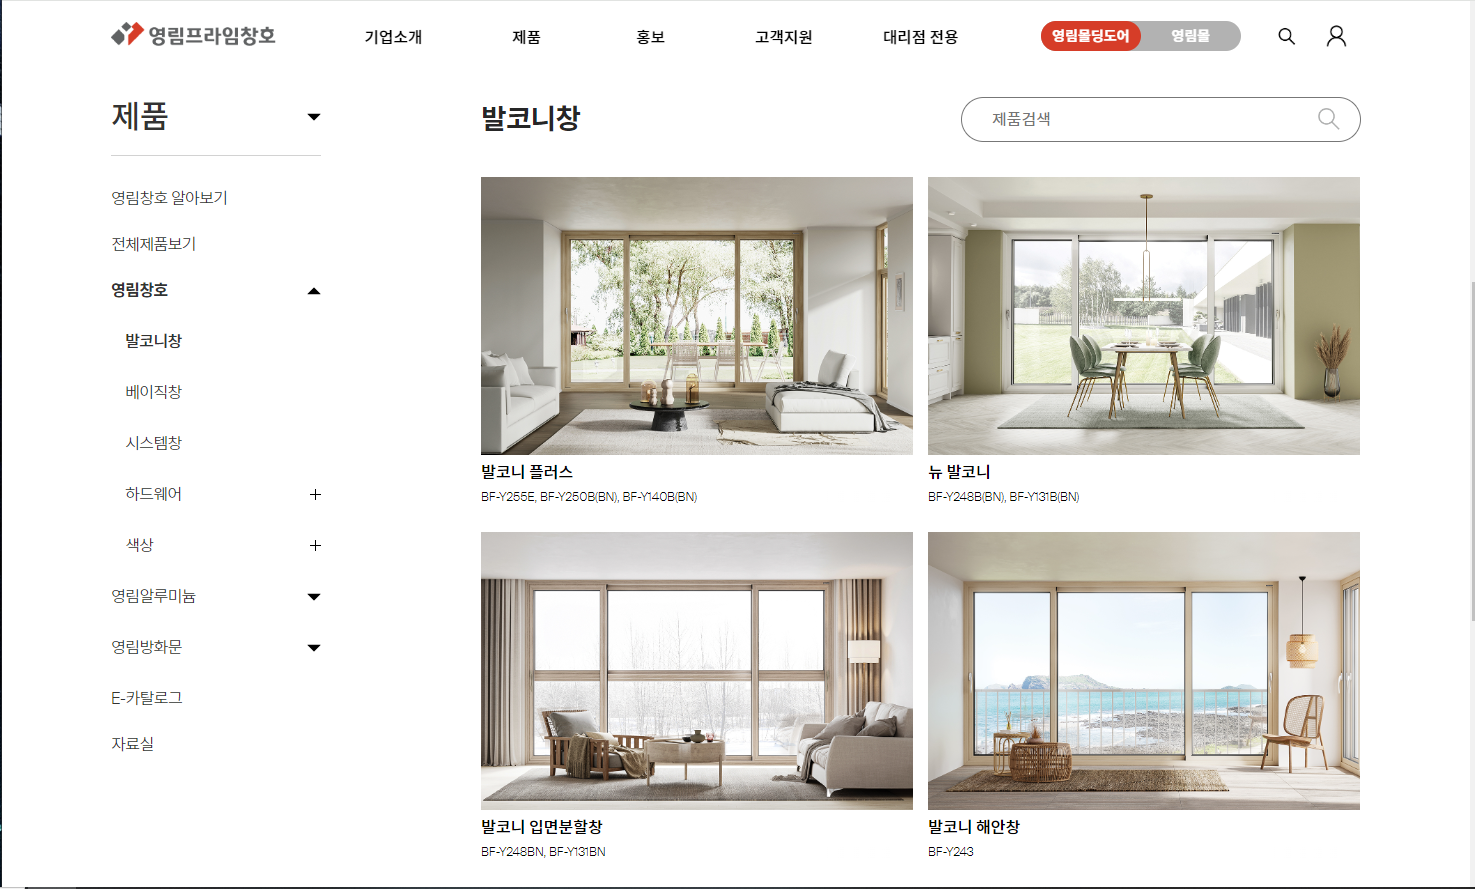 영림프라임창호
기업소개
제품
홍보
고객지원
대리점 전용
영림몰딩도어
영림몰
제품
영림창호 알아보기
전체제품보기
영림창호
발코니창
베이직창
시스템창
하드웨어
색상
영림알루미늄
영림방화문
E-카탈로그
자료실
발코니창
제품검색
발코니 플러스
BF-Y255E, BF-Y250B(BN), BF-Y140B(BN)
뉴 발코니
BF-Y248B(BN), BF-Y131B(BN)
발코니 입면분할창
BF-Y248BN, BF-Y131BN
발코니 해안창
BF-Y243